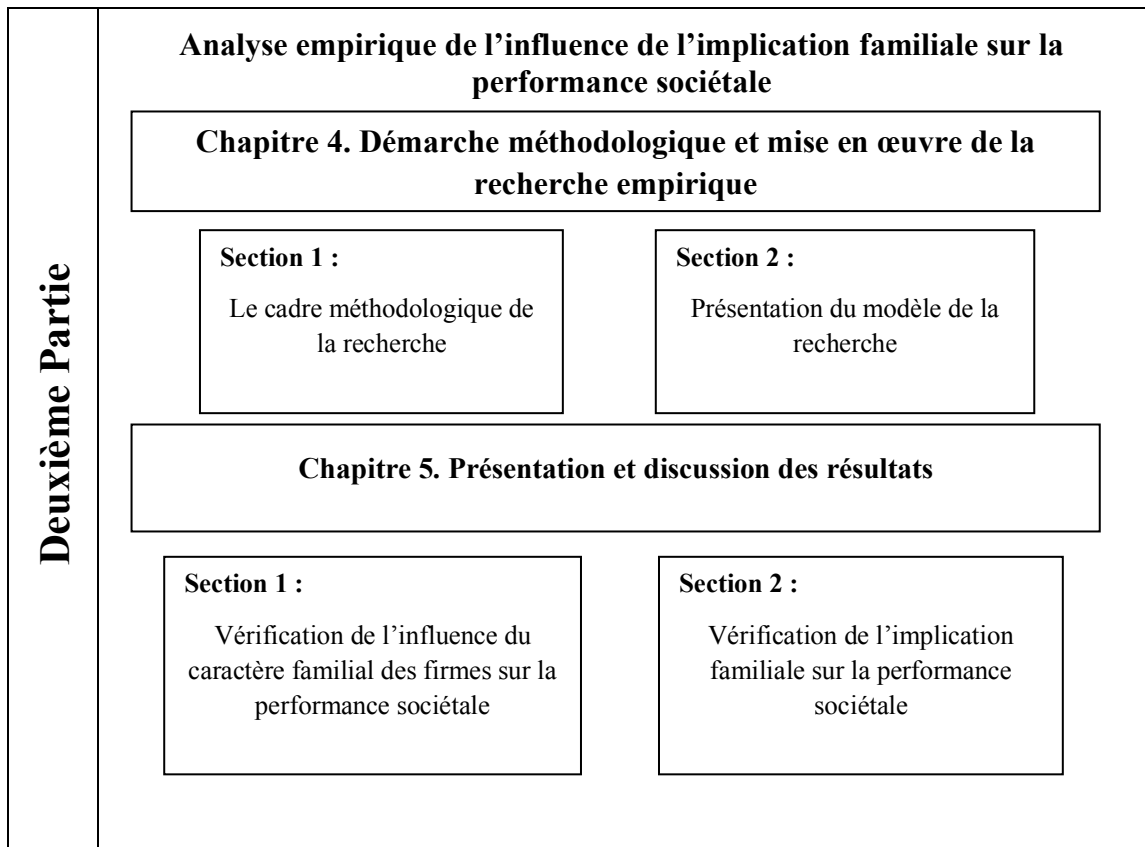 Deuxième Partie
Analyse empirique de l’influence de l’implication familiale sur la
performance sociétale
Chapitre 4. Démarche méthodologique et mise en œuvre de la
recherche empirique
Section 1 :
Le cadre méthodologique de
la recherche
Section 2 :
Présentation du modèle de la
recherche
Chapitre 5. Présentation et discussion des résultats
Section 1 :
Vérification de l’influence du
caractère familial des firmes sur la
performance sociétale
Section 2 :
Vérification de l’implication
familiale sur la performance
sociétale